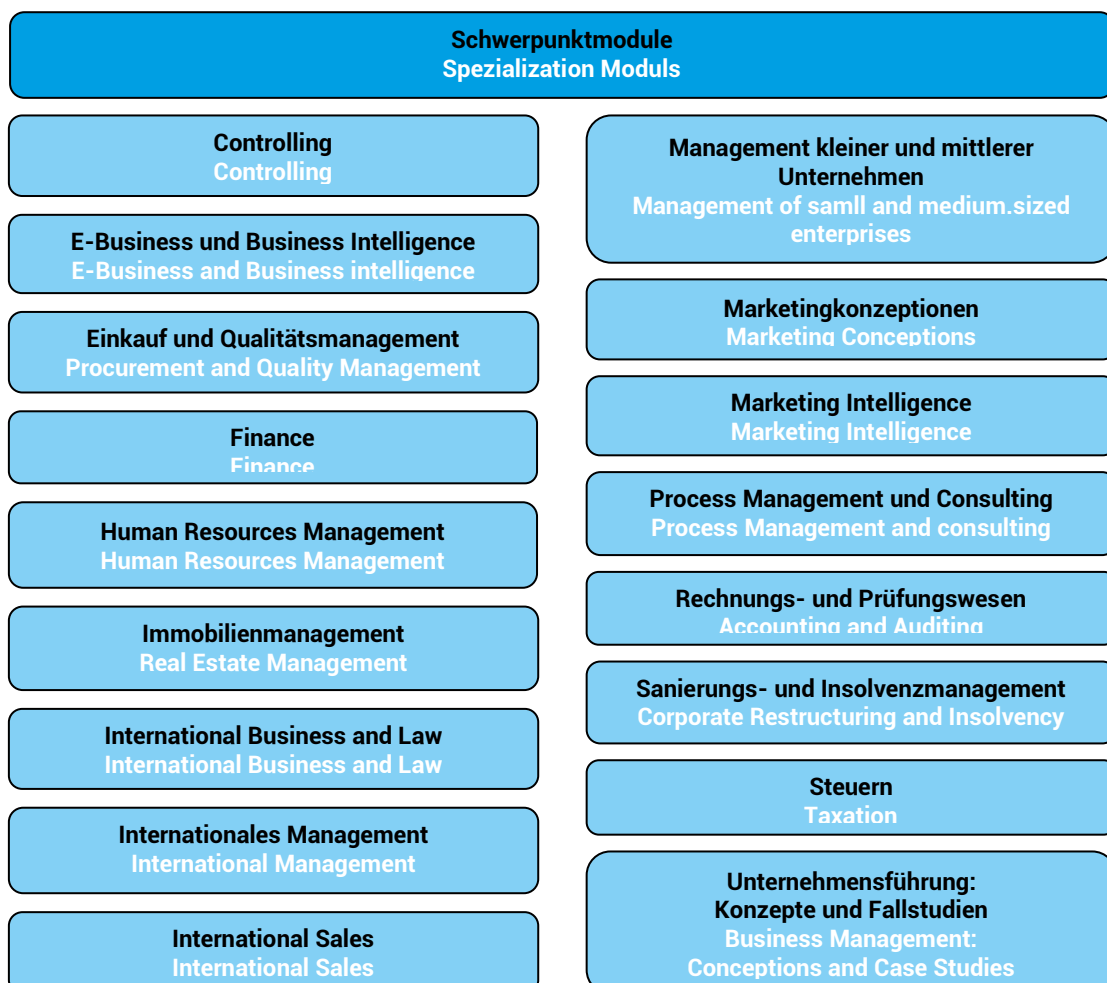 Schwerpunktmodule
Spezialization Moduls
Controlling
Controlling
E-Business und Business Intelligence
E-Business and Business intelligence
Einkauf und Qualitätsmanagement
Procurement and Quality Management
Finance
Finance
Human Resources Management
Human Resources Management
Immobilienmanagement
Real Estate Management
International Business and Law
International Business and Law
Internationales Management
International Management
International Sales
International Sales
Management kleiner und mittlerer
Unternehmen
Management of samll and medium.sized
enterprises
Marketingkonzeptionen
Marketing Conceptions
Marketing Intelligence
Marketing Intelligence
Process Management und Consulting
Process Management and consulting
Rechnungs- und Prüfungswesen
Accounting and Auditing
Sanierungs- und Insolvenzmanagement
Corporate Restructuring and Insolvency
Steuern
Taxation
Unternehmensführung:
Konzepte und Fallstudien
Business Management:
Conceptions and Case Studies